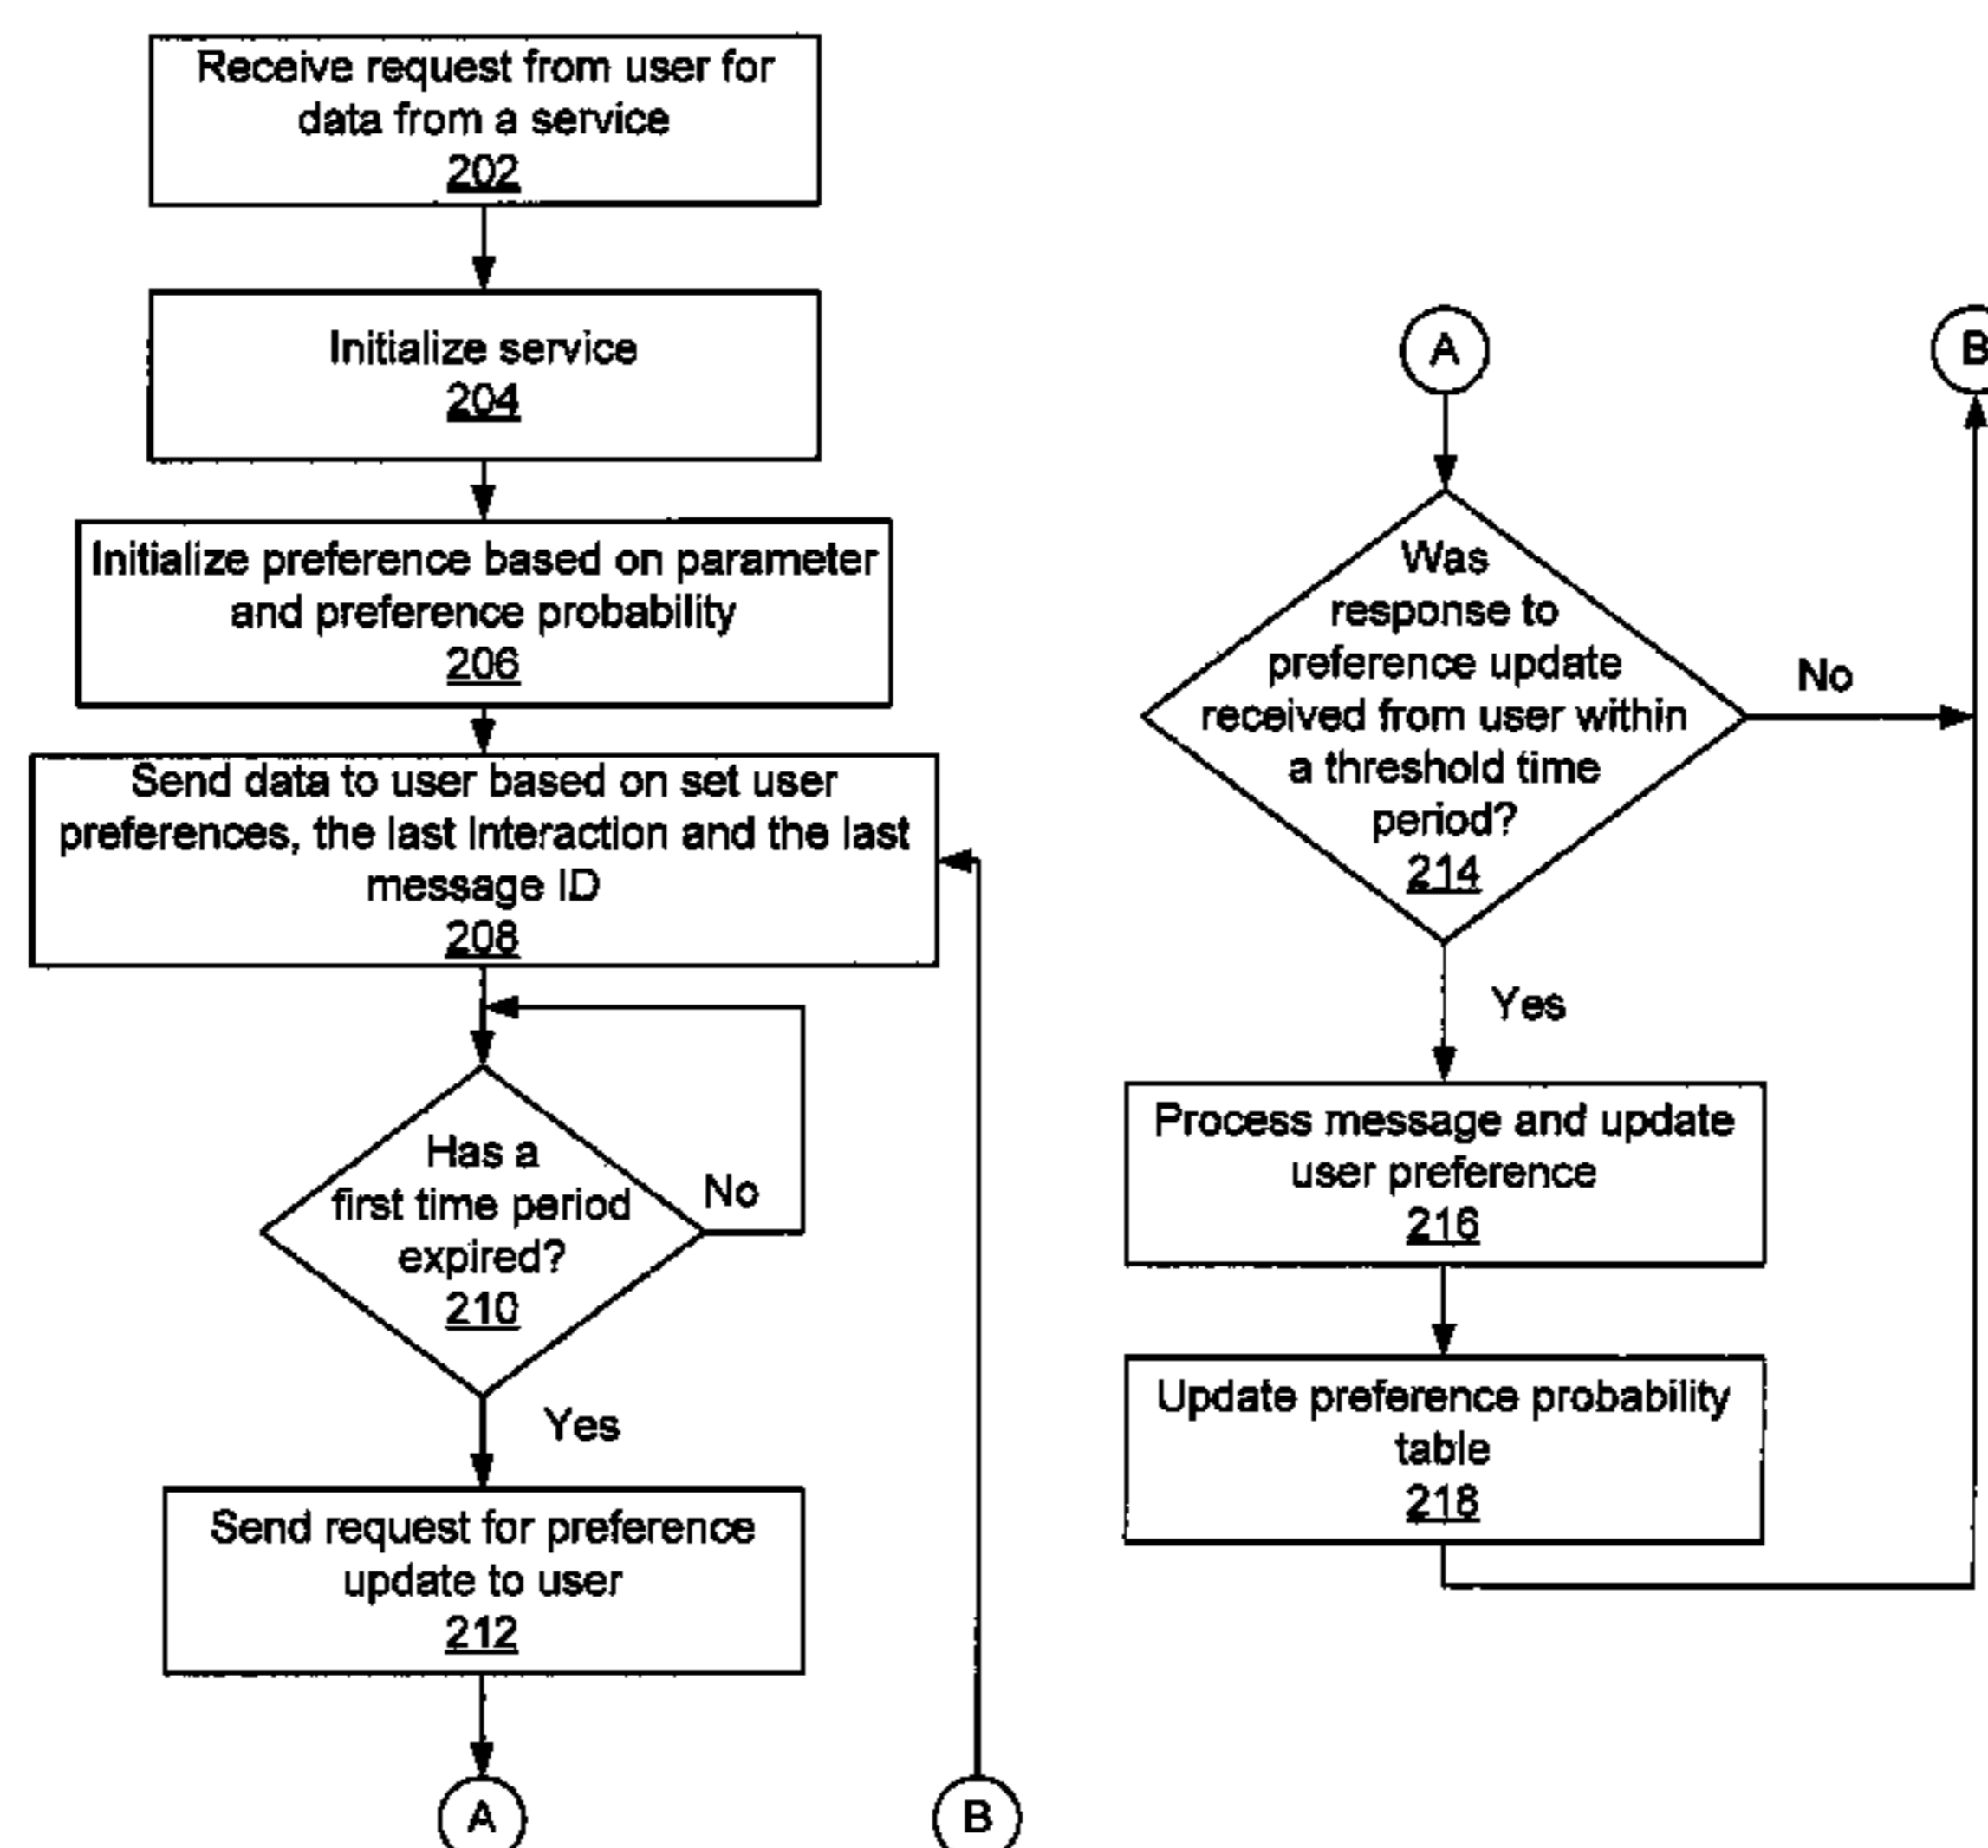 Receive request from user for
data from a service
202
Initialize service
204
Initialize preference based on parameter
and preference probability
206
Send data to user based on set user
preferences, the last interaction and the last
message ID
208
Has a
first time period
expired?
210
No
Yes
Send request for preference
update to user
212
A
B
A
B
Was
response to
preference update
received from user within
a threshold time
period?
214
No
Yes
Process message and update
user preference
216
Update preference probability
table
218